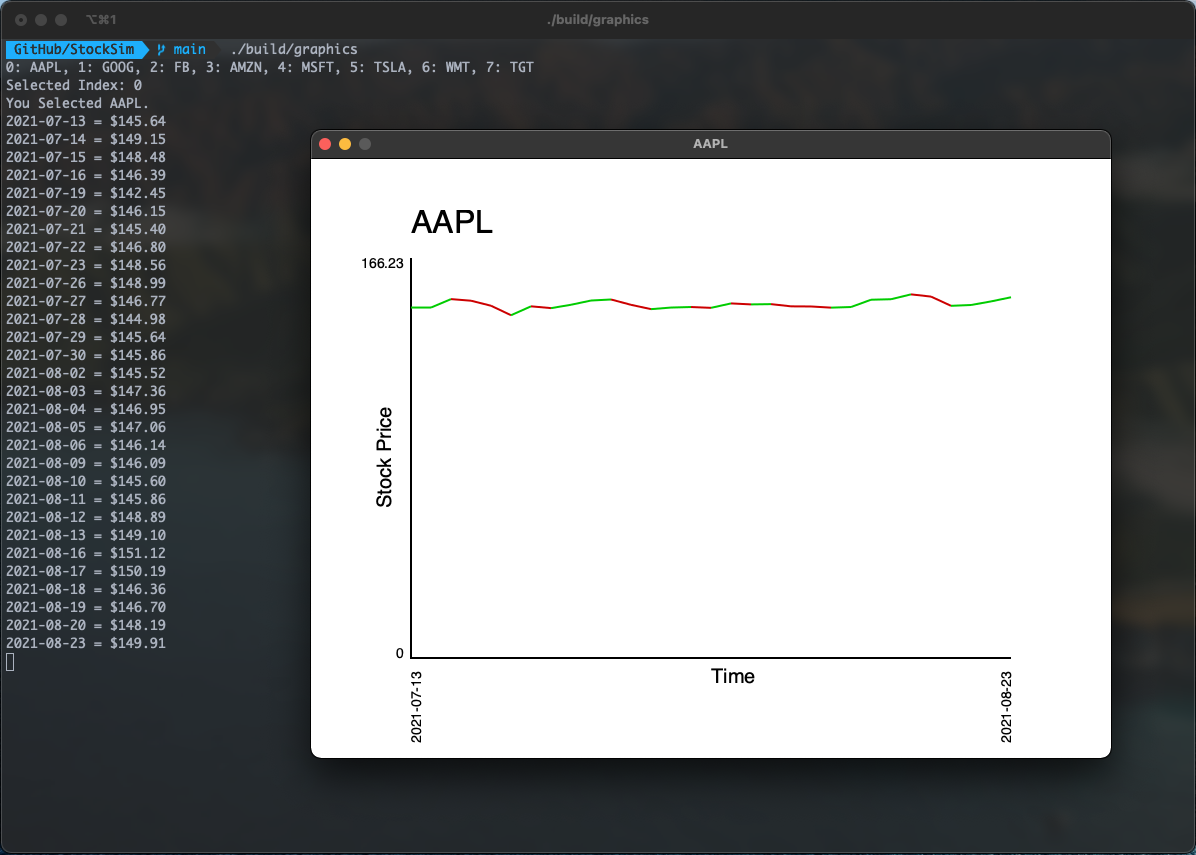 ⌥⌘1
./build/graphics
GitHub/StockSim main ./build/graphics
0: AAPL, 1: GOOG, 2: FB, 3: AMZN, 4: MSFT, 5: TSLA, 6: WMT, 7: TGT
Selected Index: 0
You Selected AAPL.
2021-07-13 = $145.64
2021-07-14 = $149.15
2021-07-15 = $148.48
2021-07-16 = $146.39
2021-07-19 = $142.45
2021-07-20 = $146.15
2021-07-21 = $145.40
2021-07-22 = $146.80
2021-07-23 = $148.56
2021-07-26 = $148.99
2021-07-27 = $146.77
2021-07-28 = $144.98
2021-07-29 = $145.64
2021-07-30 = $145.86
2021-08-02 = $145.52
2021-08-03 = $147.36
2021-08-04 = $146.95
2021-08-05 = $147.06
2021-08-06 = $146.14
2021-08-09 = $146.09
2021-08-10 = $145.60
2021-08-11 = $145.86
2021-08-12 = $148.89
2021-08-13 = $149.10
2021-08-16 = $151.12
2021-08-17 = $150.19
2021-08-18 = $146.36
2021-08-19 = $146.70
2021-08-20 = $148.19
2021-08-23 = $149.91
AAPL
AAPL
166.23
Stock Price
0
Time
2021-07-13
2021-08-23